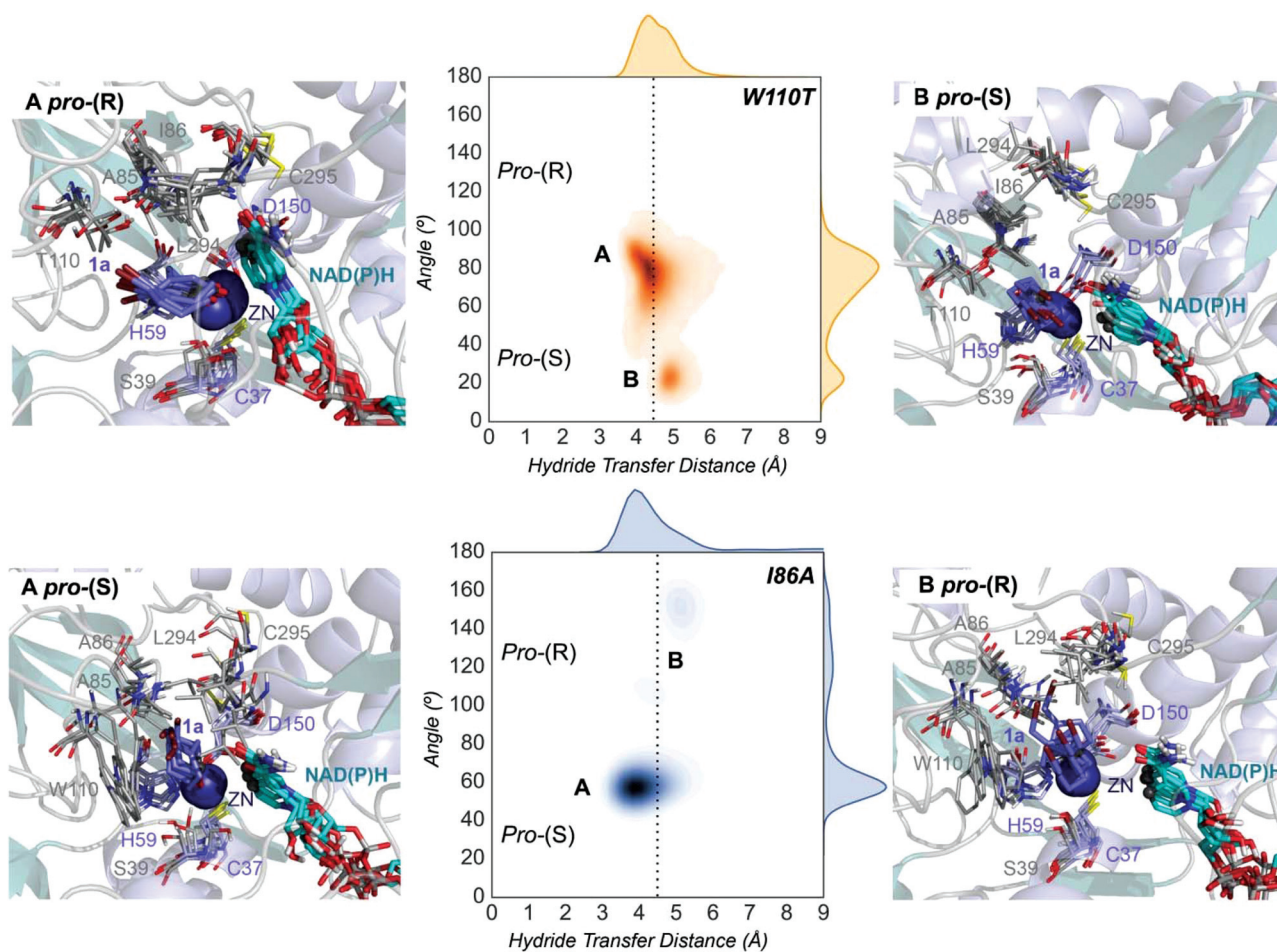 A pro-(R)
I86
A85
C295
D150
T110
1a
L294
NAD(P)H
H59
ZN
S39
C37
W110T
180
160
140
120
100
80
60
40
20
0
Angle (º)
Pro-(R)
A
Pro-(S)
B
0 1 2 3 4 5 6 7 8 9
Hydride Transfer Distance (Å)
B pro-(S)
L294
I86
C295
A85
D150
1a
T110
NAD(P)H
H59
ZN
S39
C37
A pro-(S)
A86
L294
C295
A85
1a
D150
W110
NAD(P)H
ZN
H59
S39
C37
I86A
180
160
140
120
100
80
60
40
20
0
Angle (º)
Pro-(R)
B
A
Pro-(S)
0 1 2 3 4 5 6 7 8 9
Hydride Transfer Distance (Å)
B pro-(R)
A86
L294
C295
A85
D150
1a
W110
NAD(P)H
ZN
H59
S39
C37